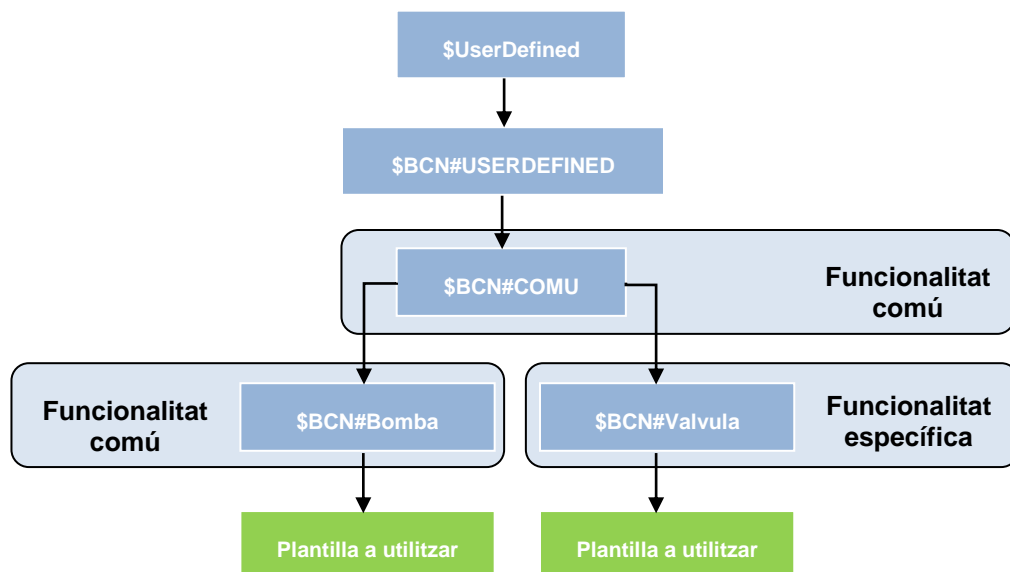 $UserDefined
$BCN#USERDEFINED
$BCN#COMU
Funcionalitat
comú
Funcionalitat
comú
$BCN#Bomba
$BCN#Valvula
Funcionalitat
específica
Plantilla a utilitzar
Plantilla a utilitzar